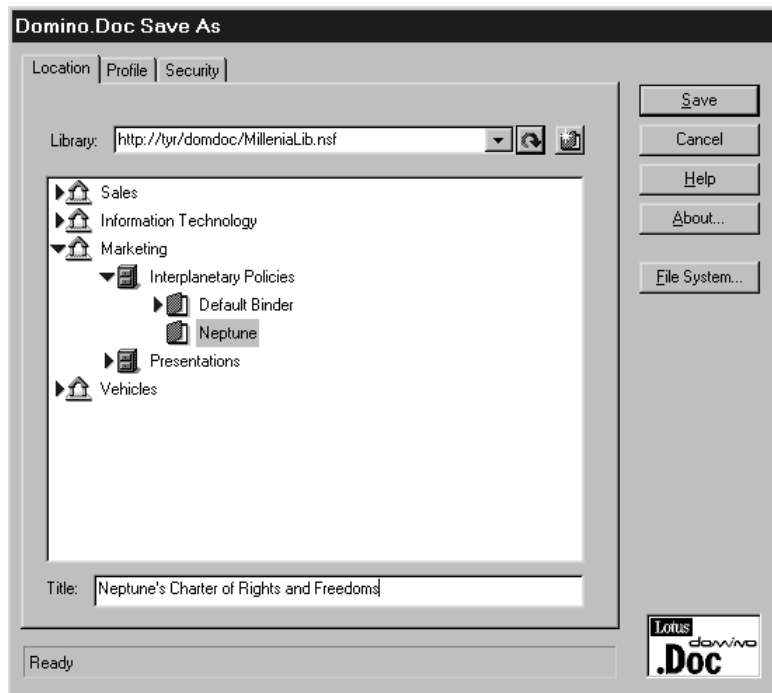 Domino.Doc Save As
Location Profile Security
Library: http://tyr/domdoc/MilleniaLib.nsf
Sales
Information Technology
Marketing
Interplanetary Policies
Default Binder
Neptune
Presentations
Vehicles
Title: Neptune's Charter of Rights and Freedoms
Ready
Save
Cancel
Help
About...
File System...
Lotus
domino
.Doc